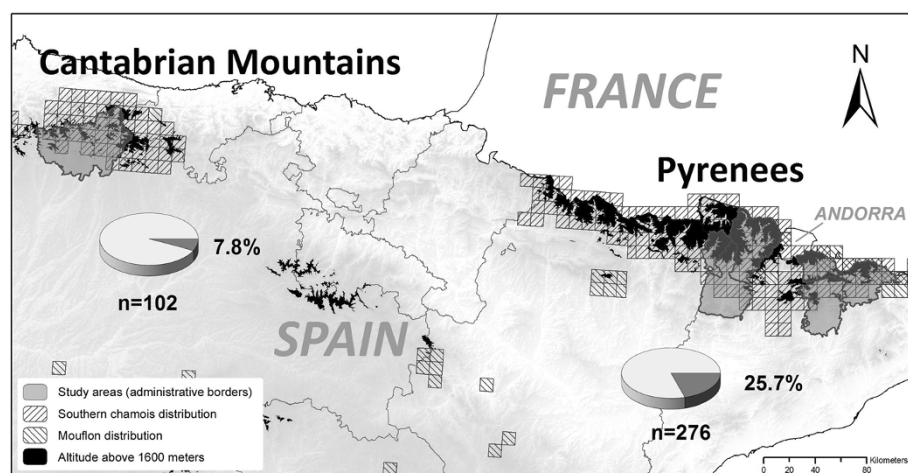 Cantabrian Mountains
FRANCE
N
Pyrenees
ANDORRA
7.8%
n=102
SPAIN
25.7%
n=276
Study areas (administrative borders)
Southern chamois distribution
Mouflon distribution
Altitude above 1600 meters
Kilometers
0 20 40 60 80